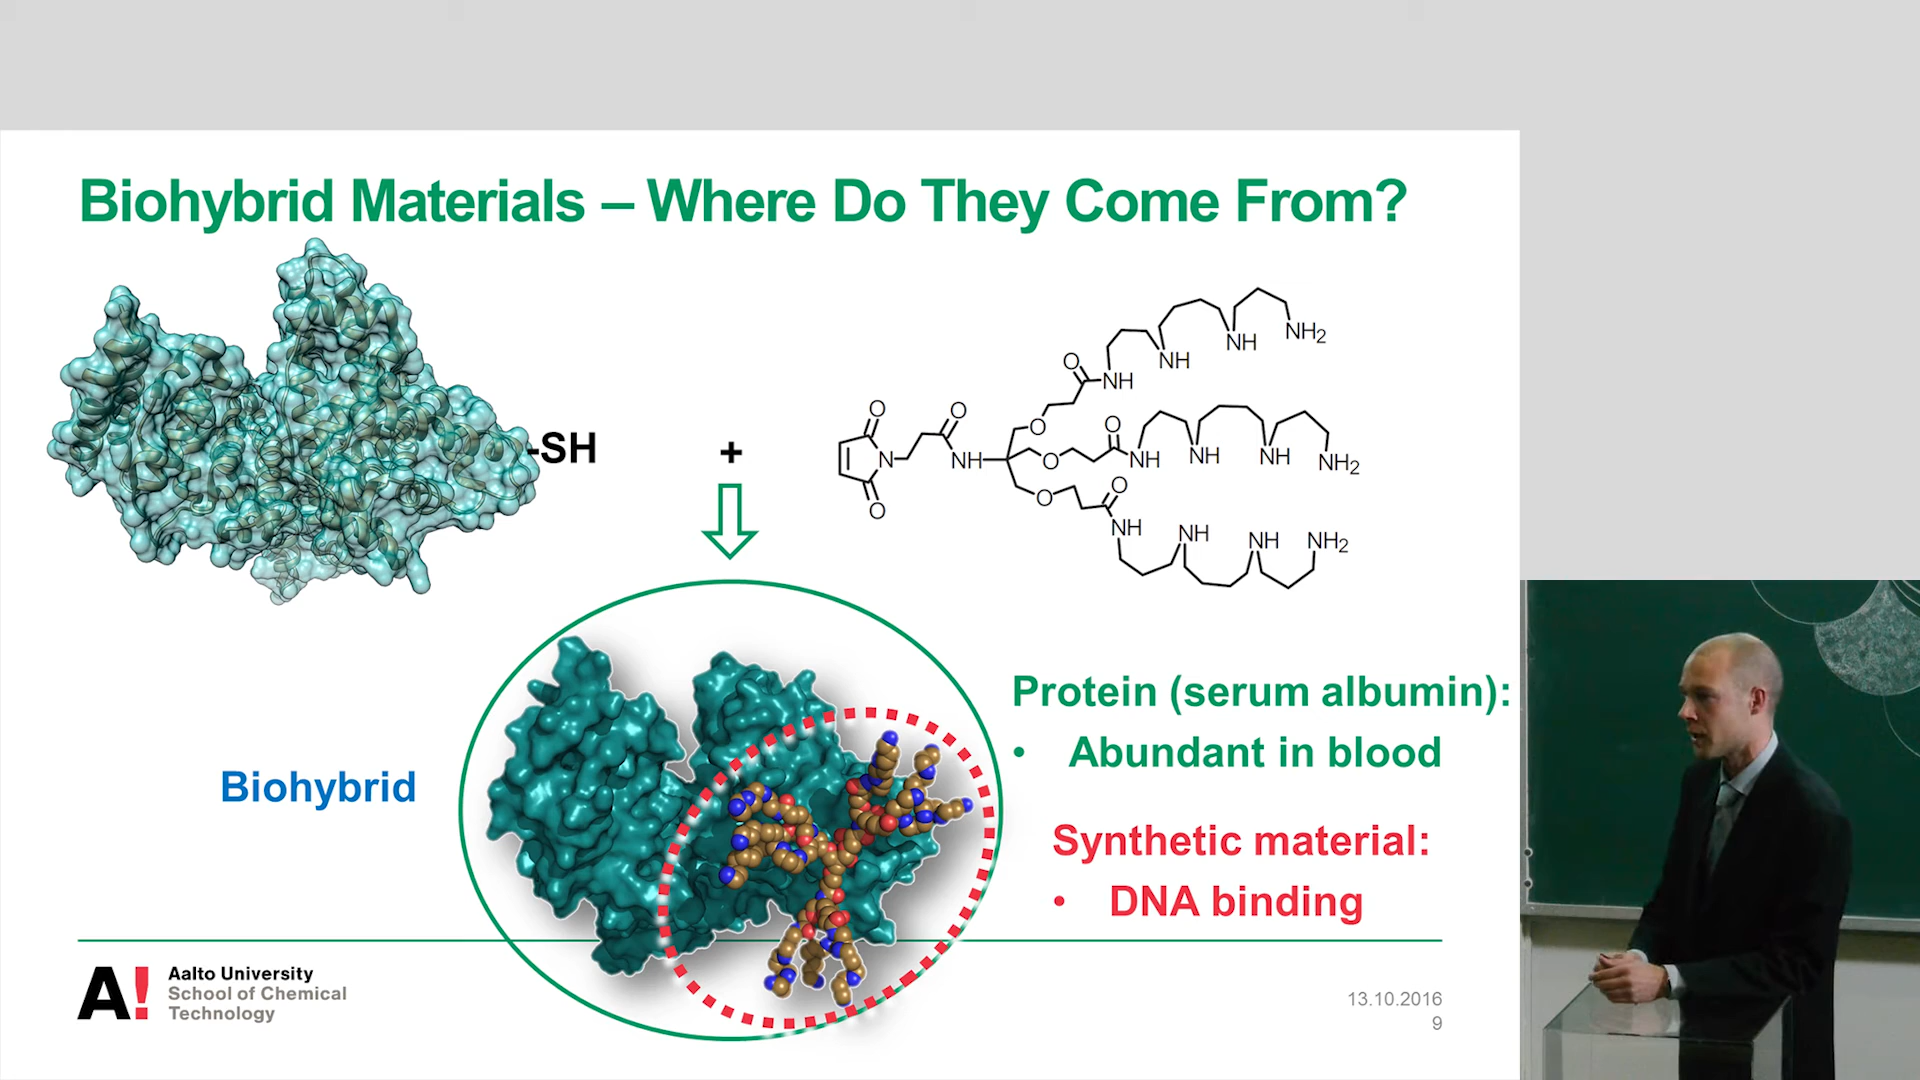 Biohybrid Materials – Where Do They Come From?
-SH
+
NH
NH
NH2
O
NH
O
O
O
N
O
O
NH
O
O
NH
NH
NH
NH2
O
O
NH
NH
NH
NH2
Biohybrid
Protein (serum albumin):
• Abundant in blood
Synthetic material:
• DNA binding
A!
Aalto University
School of Chemical
Technology
13.10.2016
9